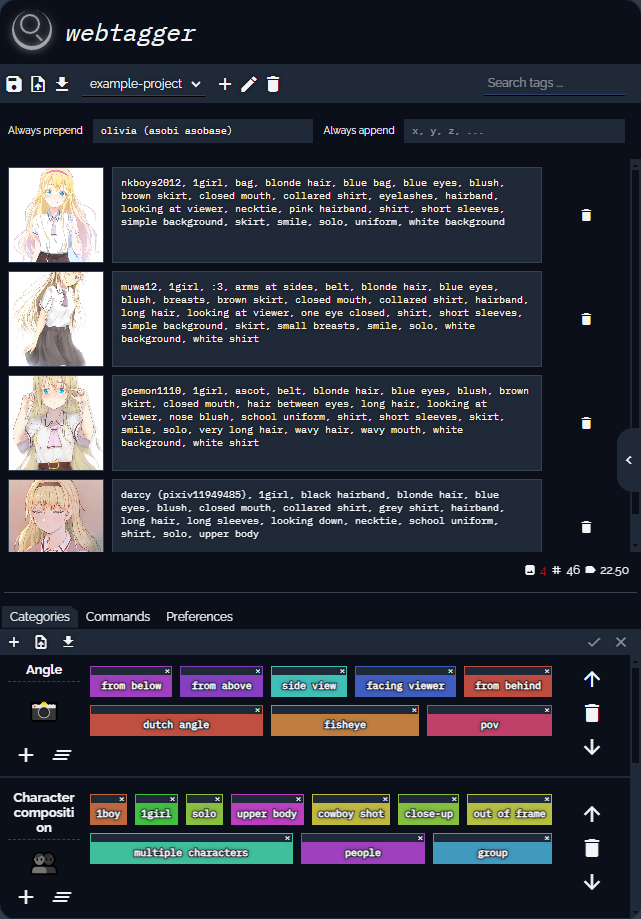 webtagger
example-project
Search tags ...
Always prepend
olivia (asobi asobase)
Always append
x, y, z, ...
nkboys2012, 1girl, bag, blonde hair, blue bag, blue eyes, blush,
brown skirt, closed mouth, collared shirt, eyelashes, hairband,
looking at viewer, necktie, pink hairband, shirt, short sleeves,
simple background, skirt, smile, solo, uniform, white background
muwa12, 1girl, :3, arms at sides, belt, blonde hair, blue eyes,
blush, breasts, brown skirt, closed mouth, collared shirt, hairband,
long hair, looking at viewer, one eye closed, shirt, short sleeves,
simple background, skirt, small breasts, smile, solo, white
background, white shirt
goemon1110, 1girl, ascot, belt, blonde hair, blue eyes, blush, brown
skirt, closed mouth, hair between eyes, long hair, looking at
viewer, nose blush, school uniform, shirt, short sleeves, skirt,
smile, solo, very long hair, wavy hair, wavy mouth, white
background, white shirt
darcy (pixiv11949485), 1girl, black hairband, blonde hair, blue
eyes, blush, closed mouth, collared shirt, grey shirt, hairband,
long hair, long sleeves, looking down, necktie, school uniform,
shirt, solo, upper body
4 # 46 22.50
Categories Commands Preferences
Angle
from below from above side view facing viewer from behind
dutch angle fisheye pov
Character
compositi
on
1boy 1girl solo upper body cowboy shot close-up out of frame
multiple characters people group